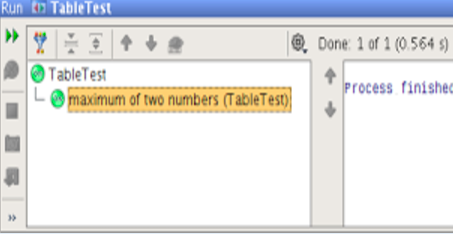 Run TableTest
Done: 1 of 1 (0.564 s)
TableTest
maximum of two numbers (TableTest)
Process finished
»